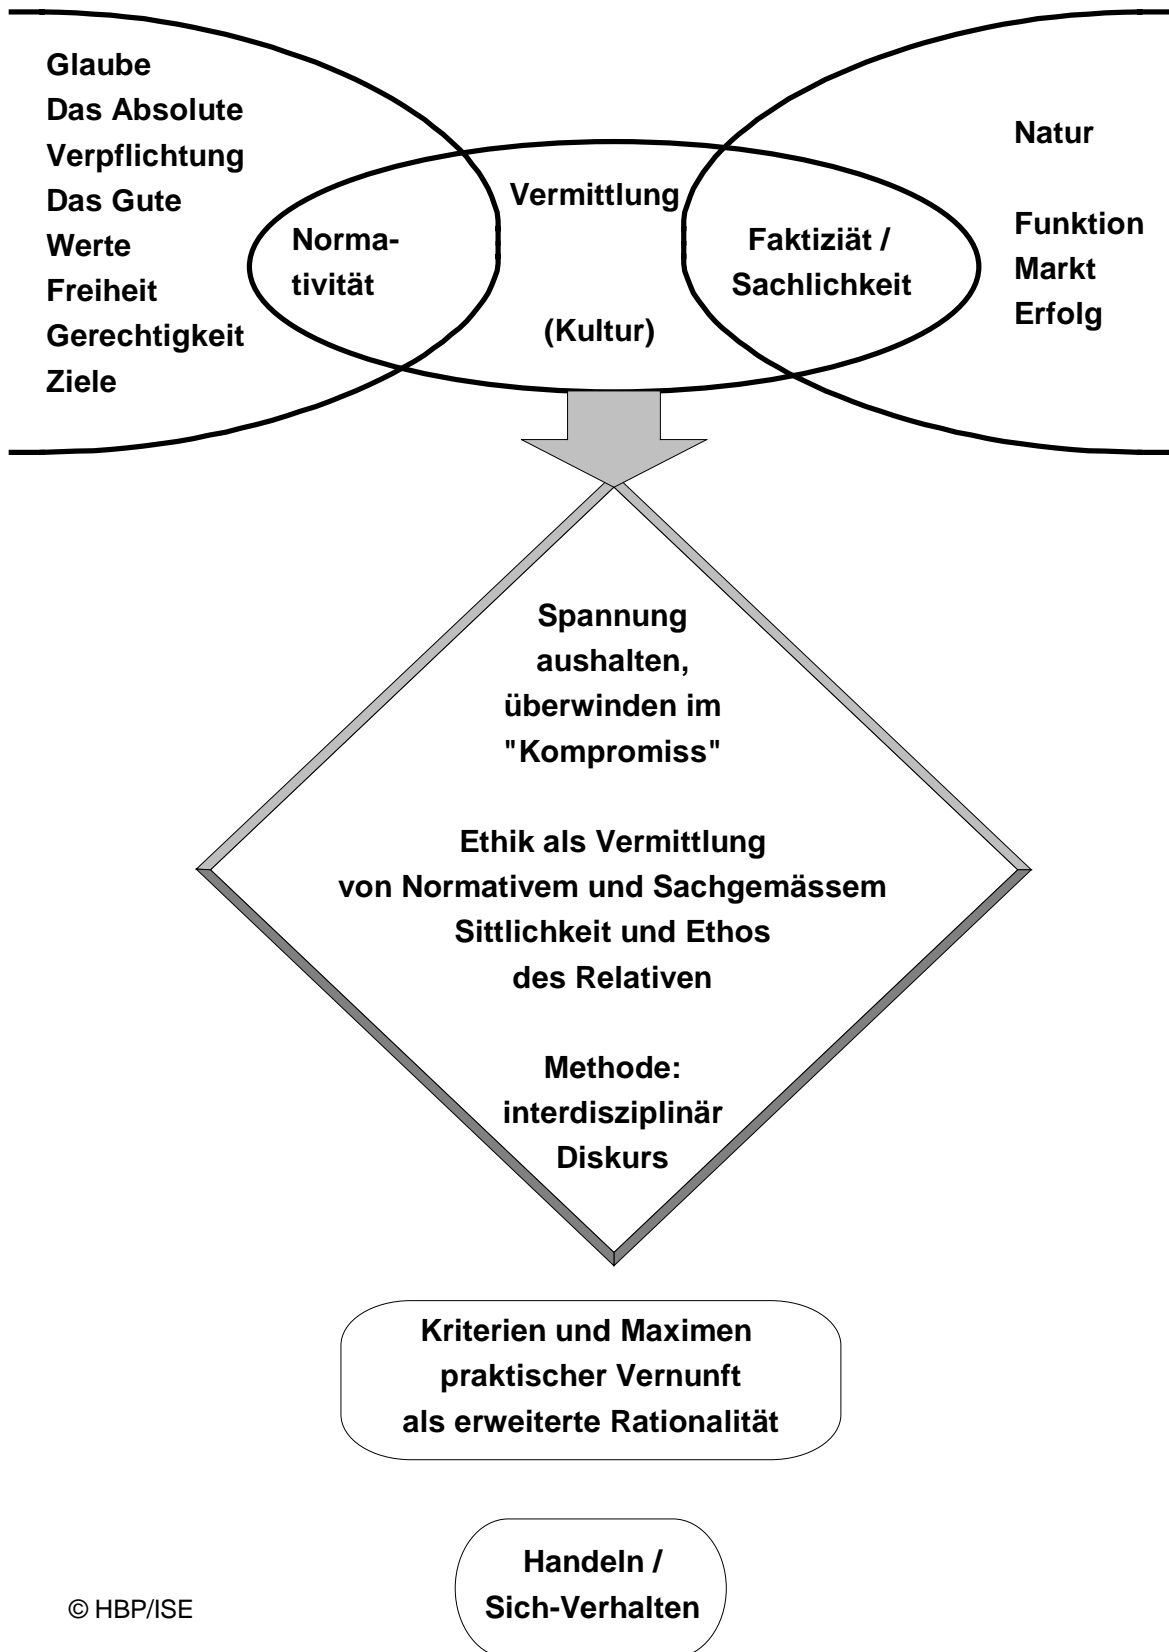 Glaube
Das Absolute
Verpflichtung
Das Gute
Werte
Freiheit
Gerechtigkeit
Ziele
Norma-
tivität
Vermittlung
(Kultur)
Faktiziät /
Sachlichkeit
Natur
Funktion
Markt
Erfolg
Spannung
aushalten,
überwinden im
"Kompromiss"
Ethik als Vermittlung
von Normativem und Sachgemässem
Sittlichkeit und Ethos
des Relativen
Methode:
interdisziplinär
Diskurs
Kriterien und Maximen
praktischer Vernunft
als erweiterte Rationalität
Handeln /
Sich-Verhalten
© HBP/ISE